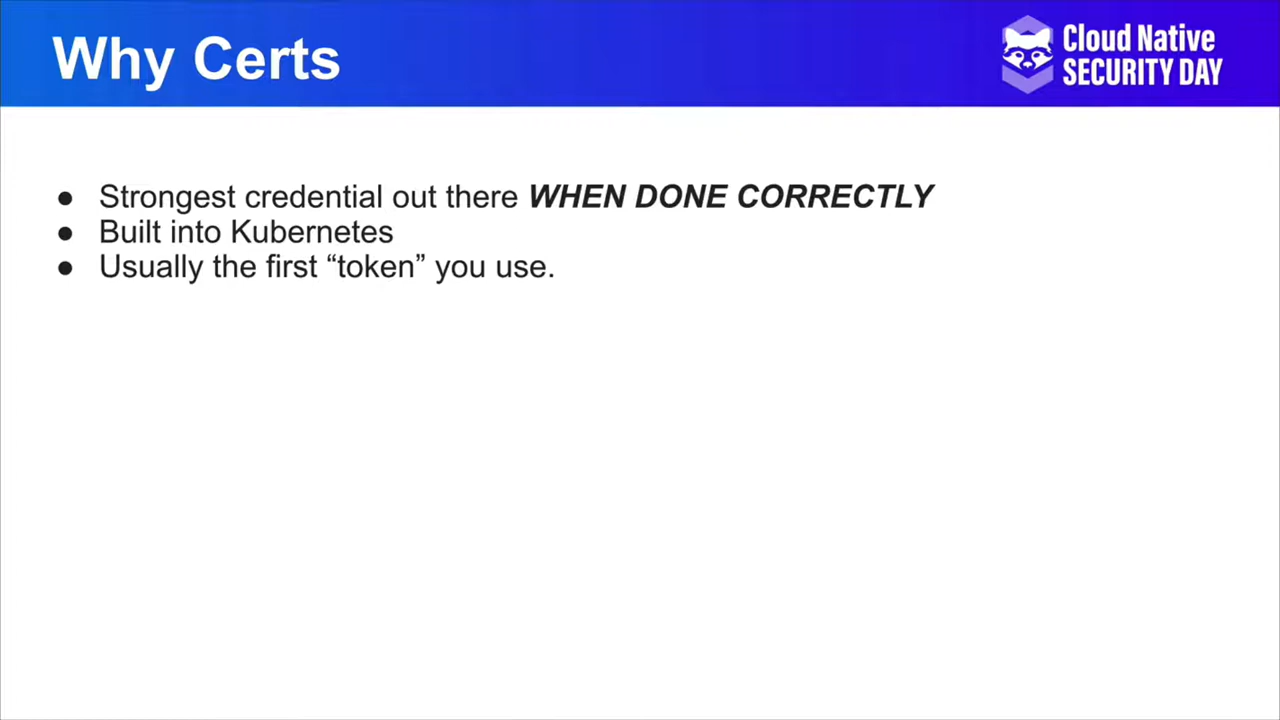 Why Certs
Cloud Native
SECURITY DAY
● Strongest credential out there WHEN DONE CORRECTLY
● Built into Kubernetes
● Usually the first “token” you use.